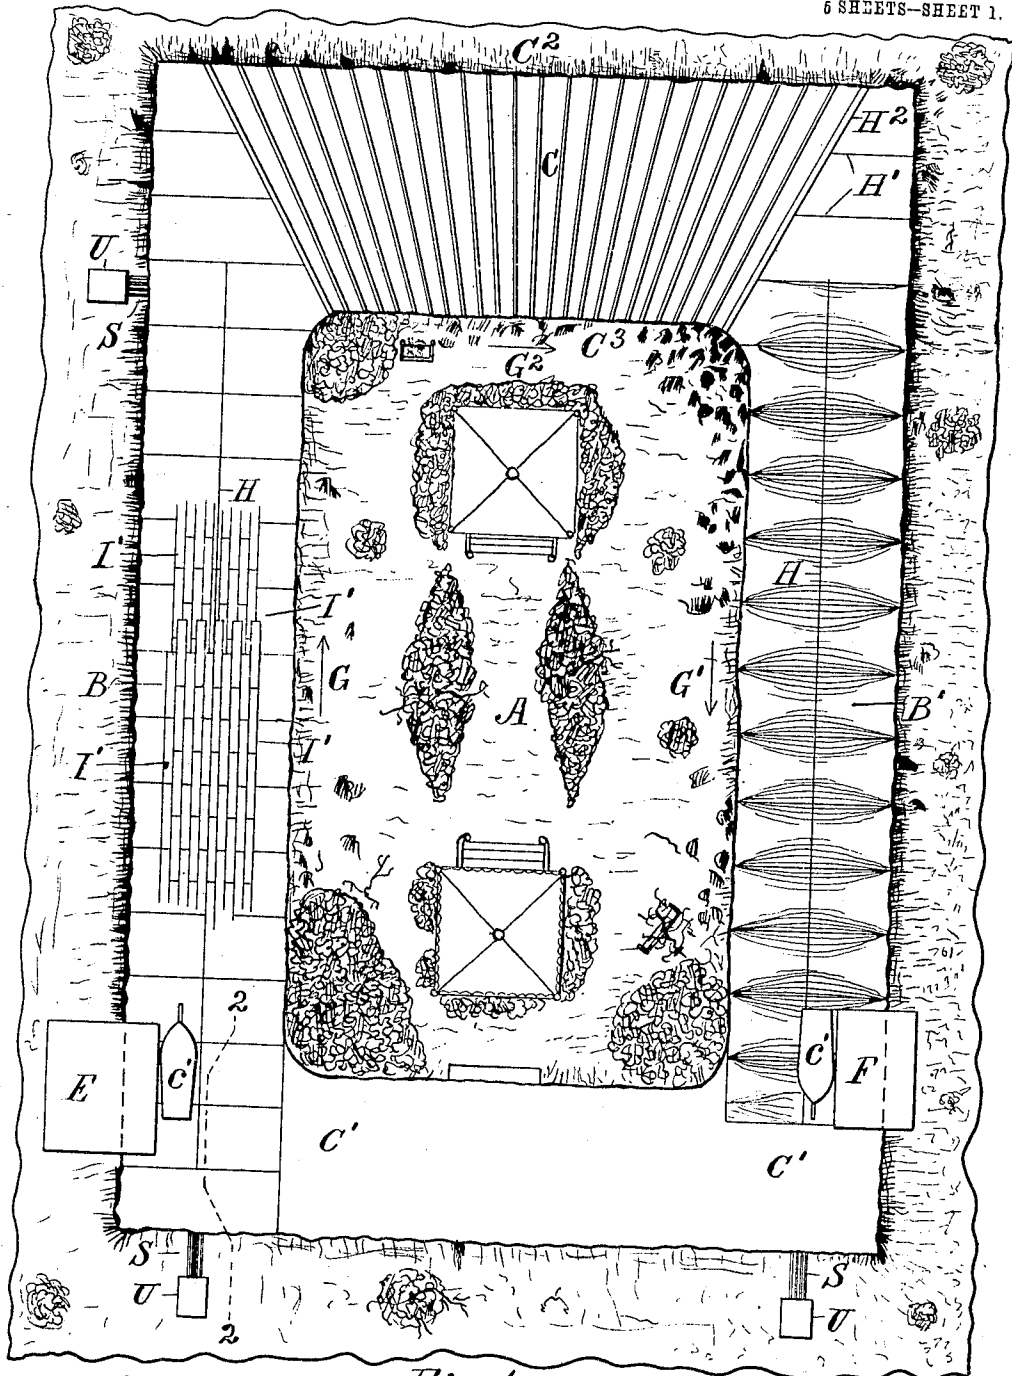 5 SHEETS—SHEET 1.
C²
C
H²
H'
U
S
C³
G²
H
I'
H
I'
B
G
A
G'
B'
I'
I'
2
E
C'
C'
F
C'
C'
S
U
S
U
2